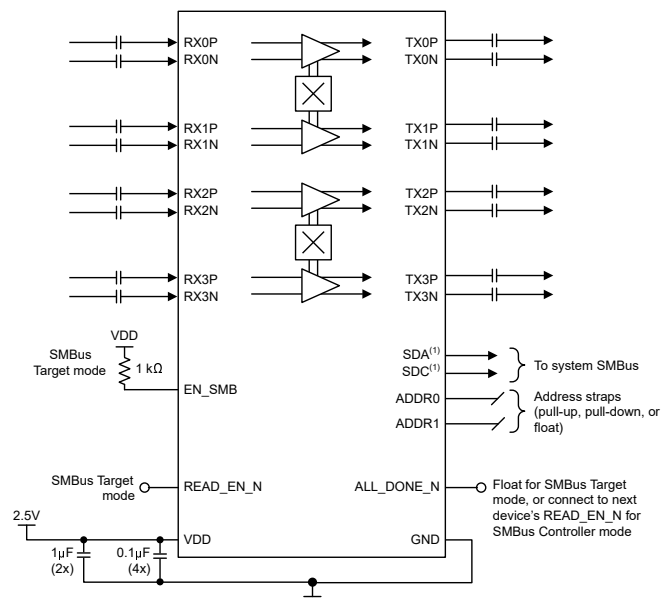 RX0P
RX0N
TX0P
TX0N
RX1P
RX1N
TX1P
TX1N
RX2P
RX2N
TX2P
TX2N
RX3P
RX3N
TX3P
TX3N
VDD
SMBus
Target mode
1 kΩ
EN_SMB
SDA(1)
SDC(1)
To system SMBus
ADDR0
ADDR1
Address straps
(pull-up, pull-down, or
float)
SMBus Target
mode
READ_EN_N
ALL_DONE_N
Float for SMBus Target
mode, or connect to next
device's READ_EN_N for
SMBus Controller mode
2.5V
VDD
GND
1μF
(2x)
0.1μF
(4x)